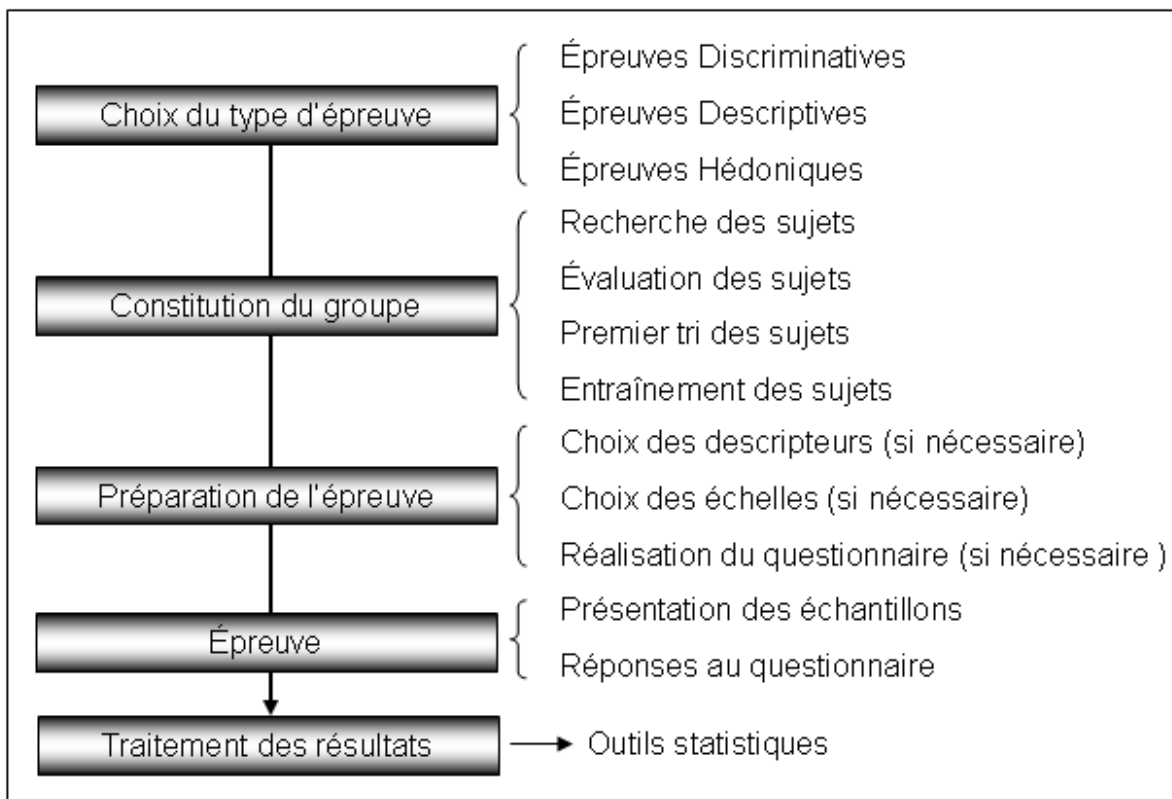 Choix du type d'épreuve
Épreuves Discriminatives
Épreuves Descriptives
Épreuves Hédoniques
Constitution du groupe
Recherche des sujets
Évaluation des sujets
Premier tri des sujets
Entraînement des sujets
Préparation de l'épreuve
Choix des descripteurs (si nécessaire)
Choix des échelles (si nécessaire)
Réalisation du questionnaire (si nécessaire )
Épreuve
Présentation des échantillons
Réponses au questionnaire
Traitement des résultats
Outils statistiques